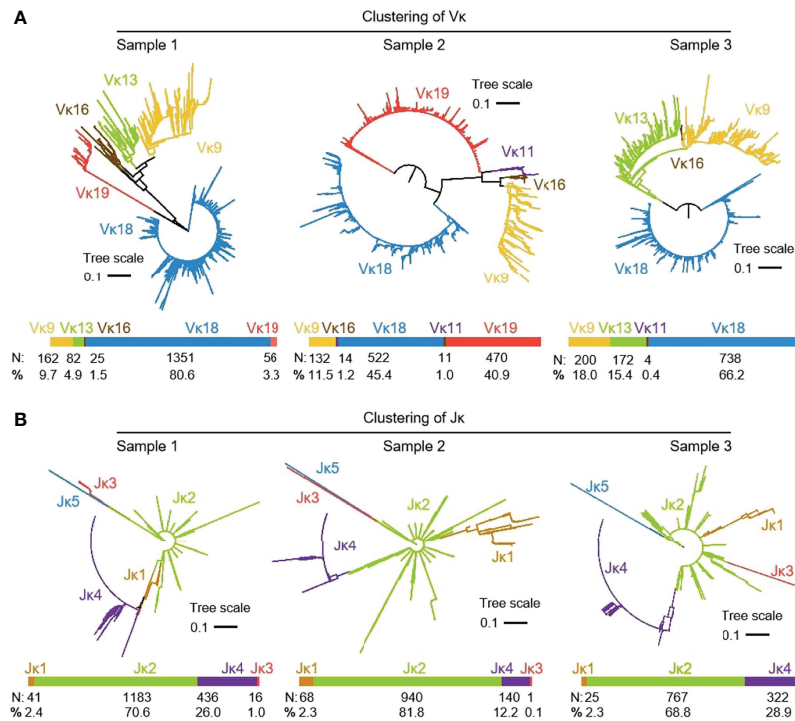 A
Clustering of Vκ
Sample 1
Sample 2
Sample 3
Vκ13
Vκ16
Vκ9
Vκ19
Vκ18
Tree scale
0.1
Vκ19
Tree scale
0.1
Vκ11
Vκ16
Vκ18
Vκ9
Vκ13
Vκ9
Vκ16
Vκ18
Tree scale
0.1
Vκ9 Vκ13 Vκ16 Vκ18 Vκ19
N: 162 82 25 1351 56
% 9.7 4.9 1.5 80.6 3.3
Vκ9 Vκ16 Vκ18 Vκ11 Vκ19
N: 132 14 522 11 470
% 11.5 1.2 45.4 1.0 40.9
Vκ9 Vκ13 Vκ11 Vκ18
N: 200 172 4 738
% 18.0 15.4 0.4 66.2
B
Clustering of Jκ
Sample 1
Sample 2
Sample 3
Jκ3
Jκ5
Jκ2
Jκ1
Jκ4
Tree scale
0.1
Jκ5
Jκ3
Jκ2
Jκ4
Jκ1
Tree scale
0.1
Jκ5
Jκ2
Jκ1
Jκ3
Jκ4
Tree scale
0.1
Jκ1 Jκ2 Jκ4 Jκ3
N: 41 1183 436 16
% 2.4 70.6 26.0 1.0
Jκ1 Jκ2 Jκ4 Jκ3
N: 68 940 140 1
% 2.3 81.8 12.2 0.1
Jκ1 Jκ2 Jκ4
N: 25 767 322
% 2.3 68.8 28.9